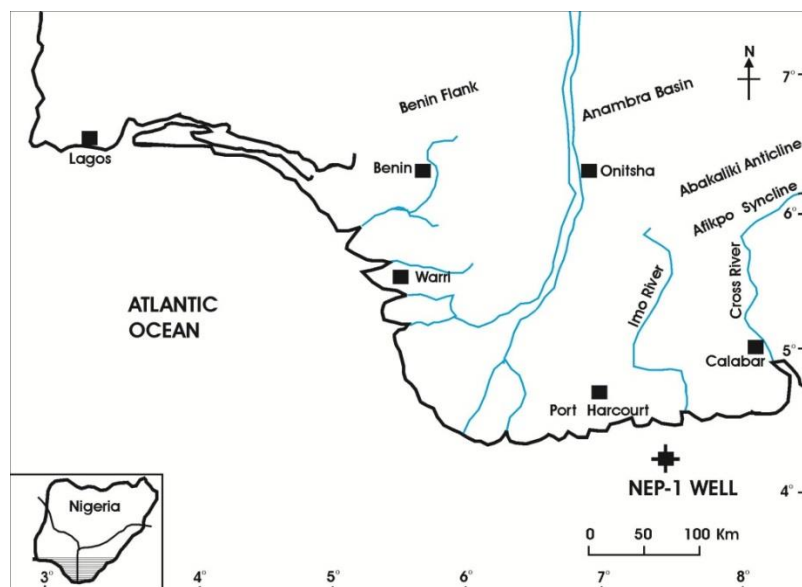 N
7°
Benin Flank
Anambra Basin
Lagos
Benin
Onitsha
Abakaliki Anticline
Afikpo Syncline
6°
Warri
Imo River
Cross River
ATLANTIC
OCEAN
5°
Calabar
Port Harcourt
NEP-1 WELL
4°
Nigeria
0 50 100 Km
3° 4° 5° 6° 7° 8°